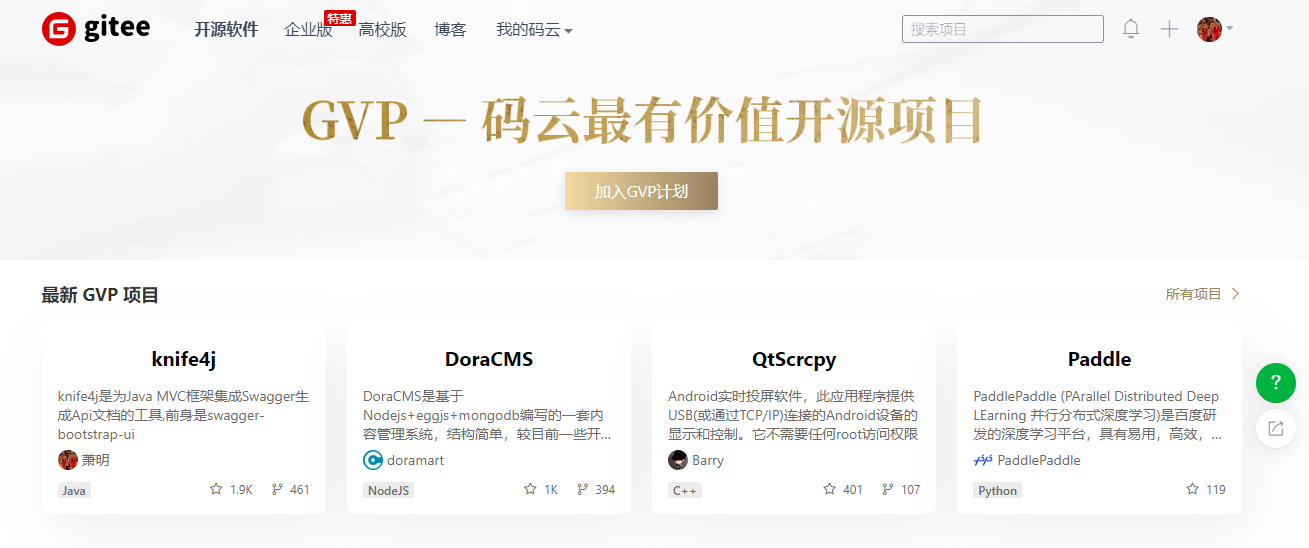 gitee
开源软件 企业版 特惠 高校版 博客 我的码云 搜索项目
GVP — 码云最有价值开源项目
加入GVP计划
最新 GVP 项目 所有项目
knife4j
knife4j是为Java MVC框架集成Swagger生
成Api文档的工具,前身是swagger-
bootstrap-ui
萧明
Java 1.9K 461
DoraCMS
DoraCMS是基于
Nodejs+eggjs+mongodb编写的一套内
容管理系统，结构简单，较目前一些开...
doramart
NodeJS 1K 394
QtScrcpy
Android实时投屏软件，此应用程序提供
USB(或通过TCP/IP)连接的Android设备的
显示和控制。它不需要任何root访问权限
Barry
C++ 401 107
Paddle
PaddlePaddle (PArallel Distributed Deep
LEarning 并行分布式深度学习)是百度研
发的深度学习平台，具有易用，高效，...
PaddlePaddle
Python 119
?